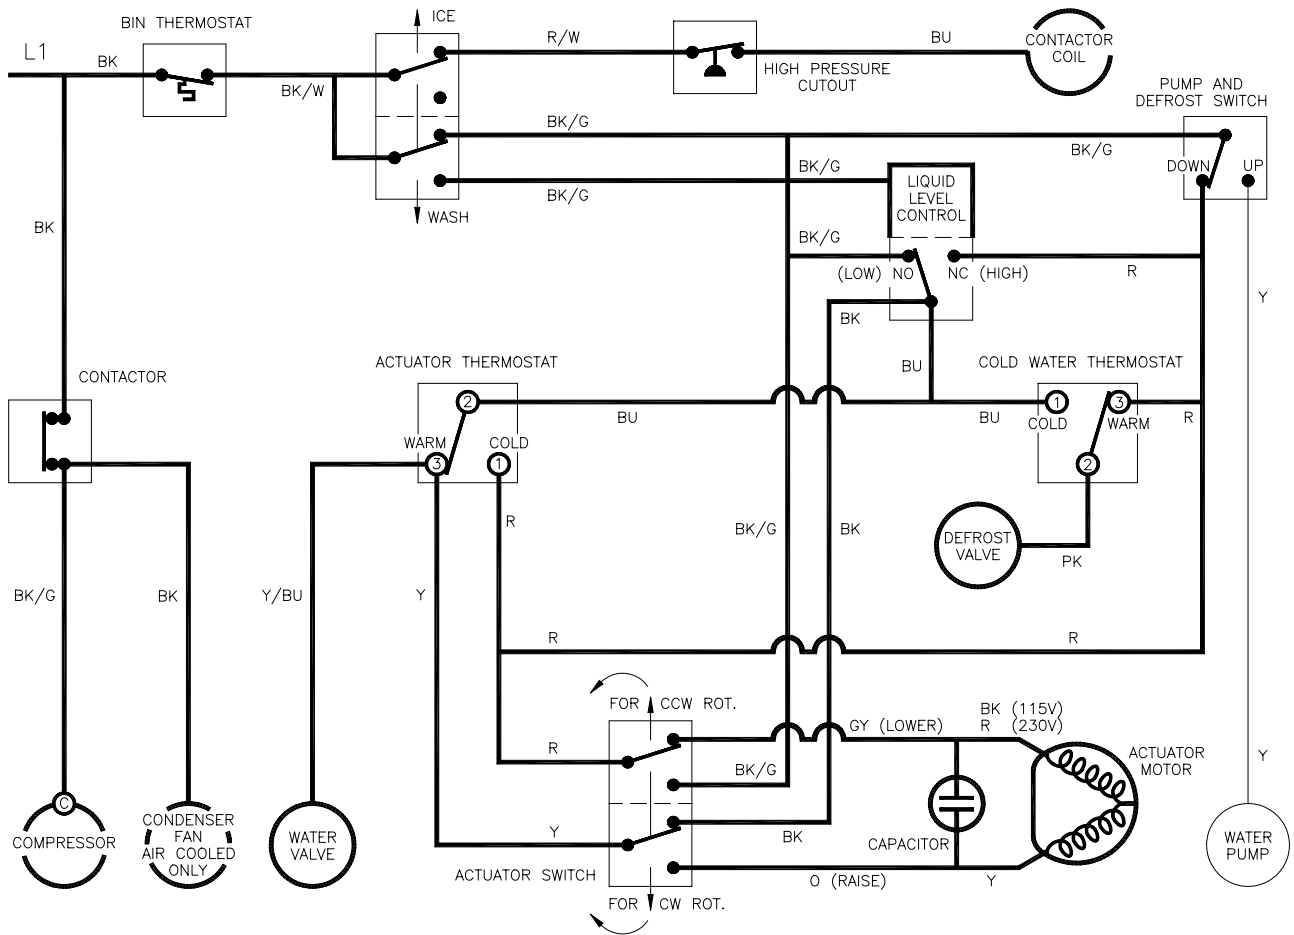 BIN THERMOSTAT
ICE
L1
BK
R/W
BU
CONTACTOR
COIL
HIGH PRESSURE
CUTOUT
BK/W
PUMP AND
DEFROST SWITCH
BK/G
BK/G
DOWN
UP
BK/G
BK/G
LIQUID
LEVEL
CONTROL
WASH
BK
BK/G
(LOW) NO
NC (HIGH)
R
Y
BK
BU
ACTUATOR THERMOSTAT
COLD WATER THERMOSTAT
CONTACTOR
2
BU
BU
1
3
R
COLD
WARM
WARM
COLD
3
1
2
R
BK/G
BK
DEFROST
VALVE
PK
BK/G
BK
Y/BU
Y
R
R
FOR CCW ROT.
BK (115V)
R (230V)
GY (LOWER)
R
BK/G
ACTUATOR
MOTOR
Y
C
COMPRESSOR
CONDENSER
FAN
AIR COOLED
ONLY
WATER
VALVE
Y
BK
CAPACITOR
WATER
PUMP
ACTUATOR SWITCH
O (RAISE)
Y
FOR CW ROT.